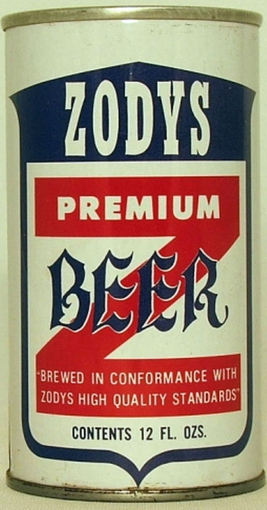 ZODYS
PREMIUM
BEER
"BREWED IN CONFORMANCE WITH
ZODYS HIGH QUALITY STANDARDS"
CONTENTS 12 FL. OZS.